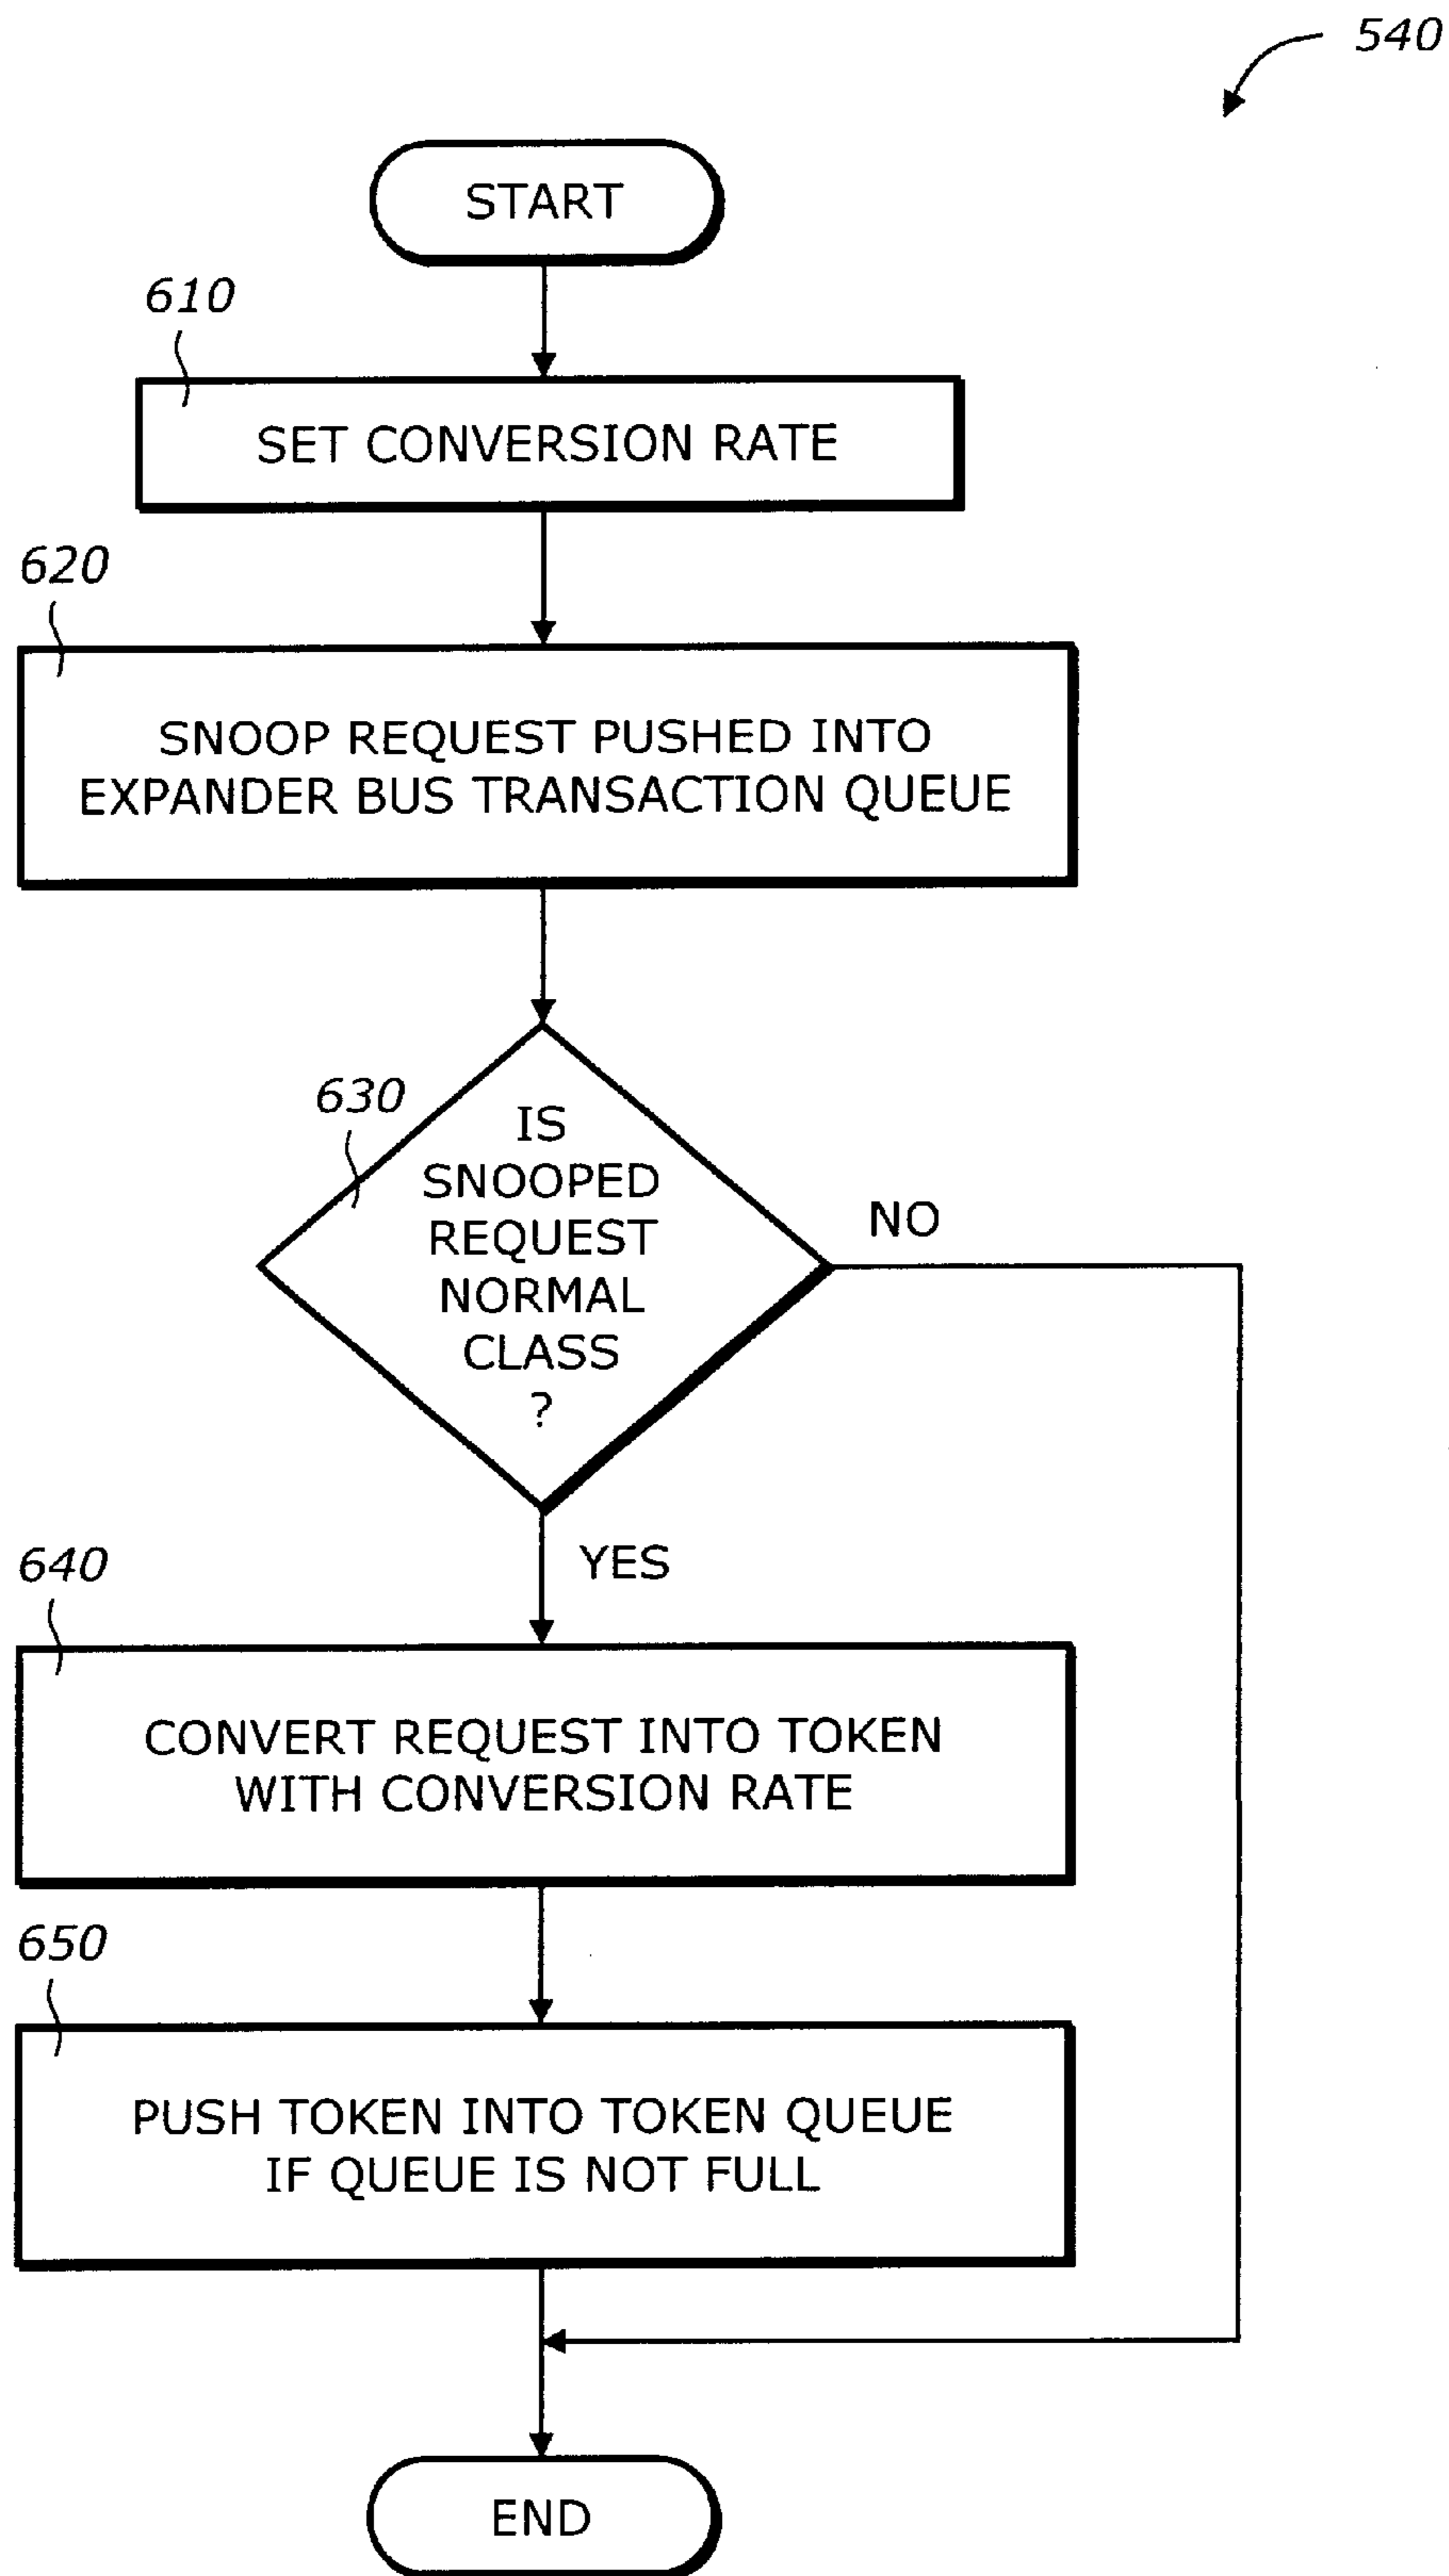 540
START
610
SET CONVERSION RATE
620
SNOOP REQUEST PUSHED INTO
EXPANDER BUS TRANSACTION QUEUE
630
IS
SNOOPED
REQUEST
NORMAL
CLASS
?
NO
YES
640
CONVERT REQUEST INTO TOKEN
WITH CONVERSION RATE
650
PUSH TOKEN INTO TOKEN QUEUE
IF QUEUE IS NOT FULL
END